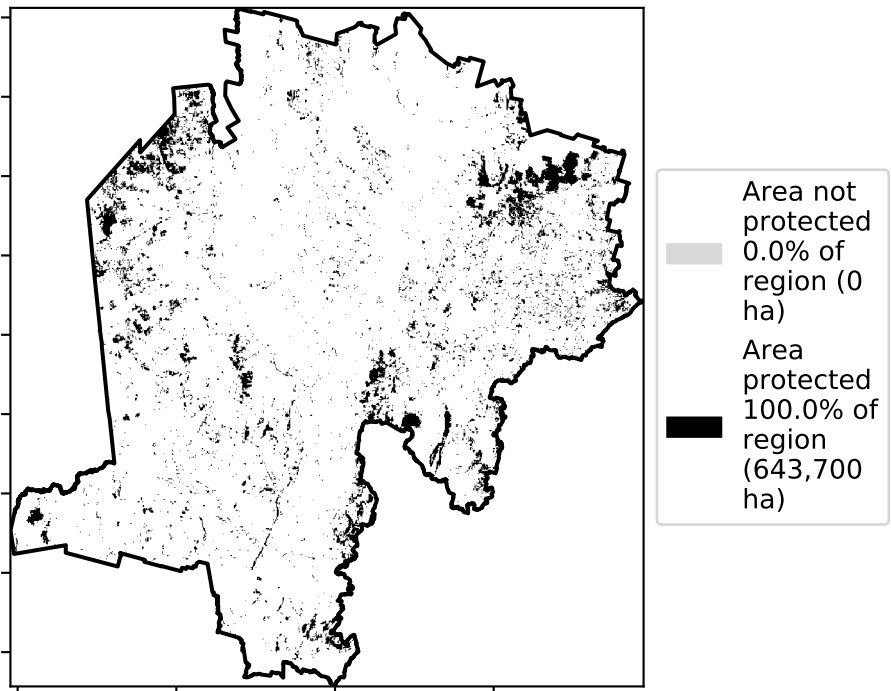 Area not
protected
0.0% of
region (0
ha)
Area
protected
100.0% of
region
(643,700
ha)